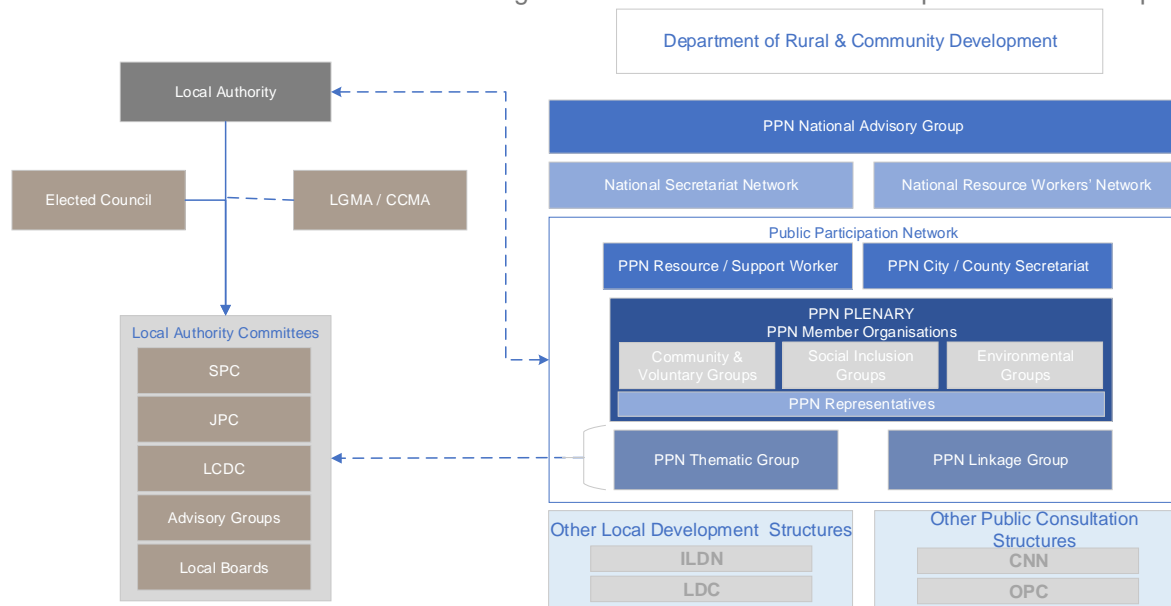 Department of Rural & Community Development
Local Authority
PPN National Advisory Group
Elected Council
LGMA / CCMA
National Secretariat Network
National Resource Workers' Network
Public Participation Network
PPN Resource / Support Worker
PPN City / County Secretariat
PPN PLENARY
PPN Member Organisations
Community &
Voluntary Groups
Social Inclusion
Groups
Environmental
Groups
PPN Representatives
PPN Thematic Group
PPN Linkage Group
Local Authority Committees
SPC
JPC
LCDC
Advisory Groups
Local Boards
Other Local Development Structures
ILDN
LDC
Other Public Consultation
Structures
CNN
OPC